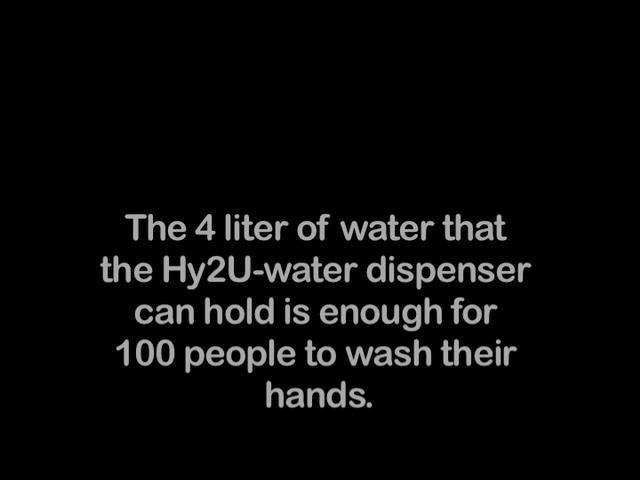 The 4 liter of water that
the Hy2U-water dispenser
can hold is enough for
100 people to wash their
hands.